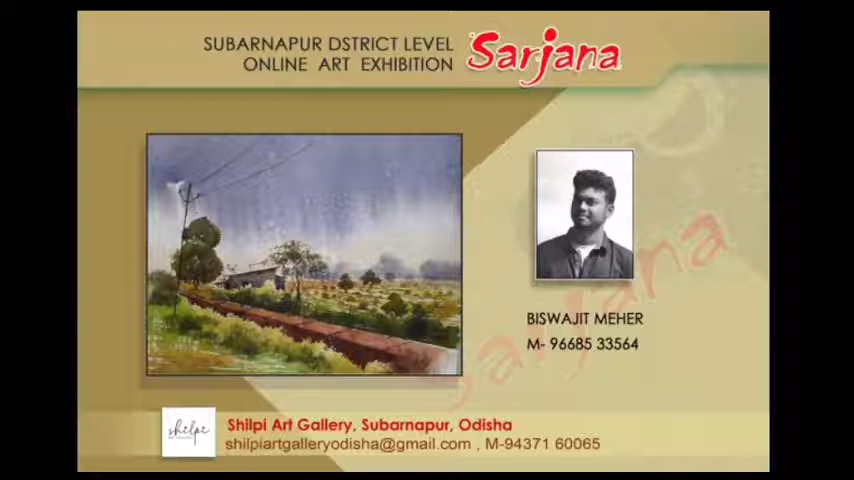 SUBARNAPUR DSTRICT LEVEL
ONLINE ART EXHIBITION
Sarjana
BISWAJIT MEHER
M- 96685 33564
Sarjana
shilpi
Shilpi Art Gallery, Subarnapur, Odisha
shilpiartgalleryodisha@gmail.com , M-94371 60065